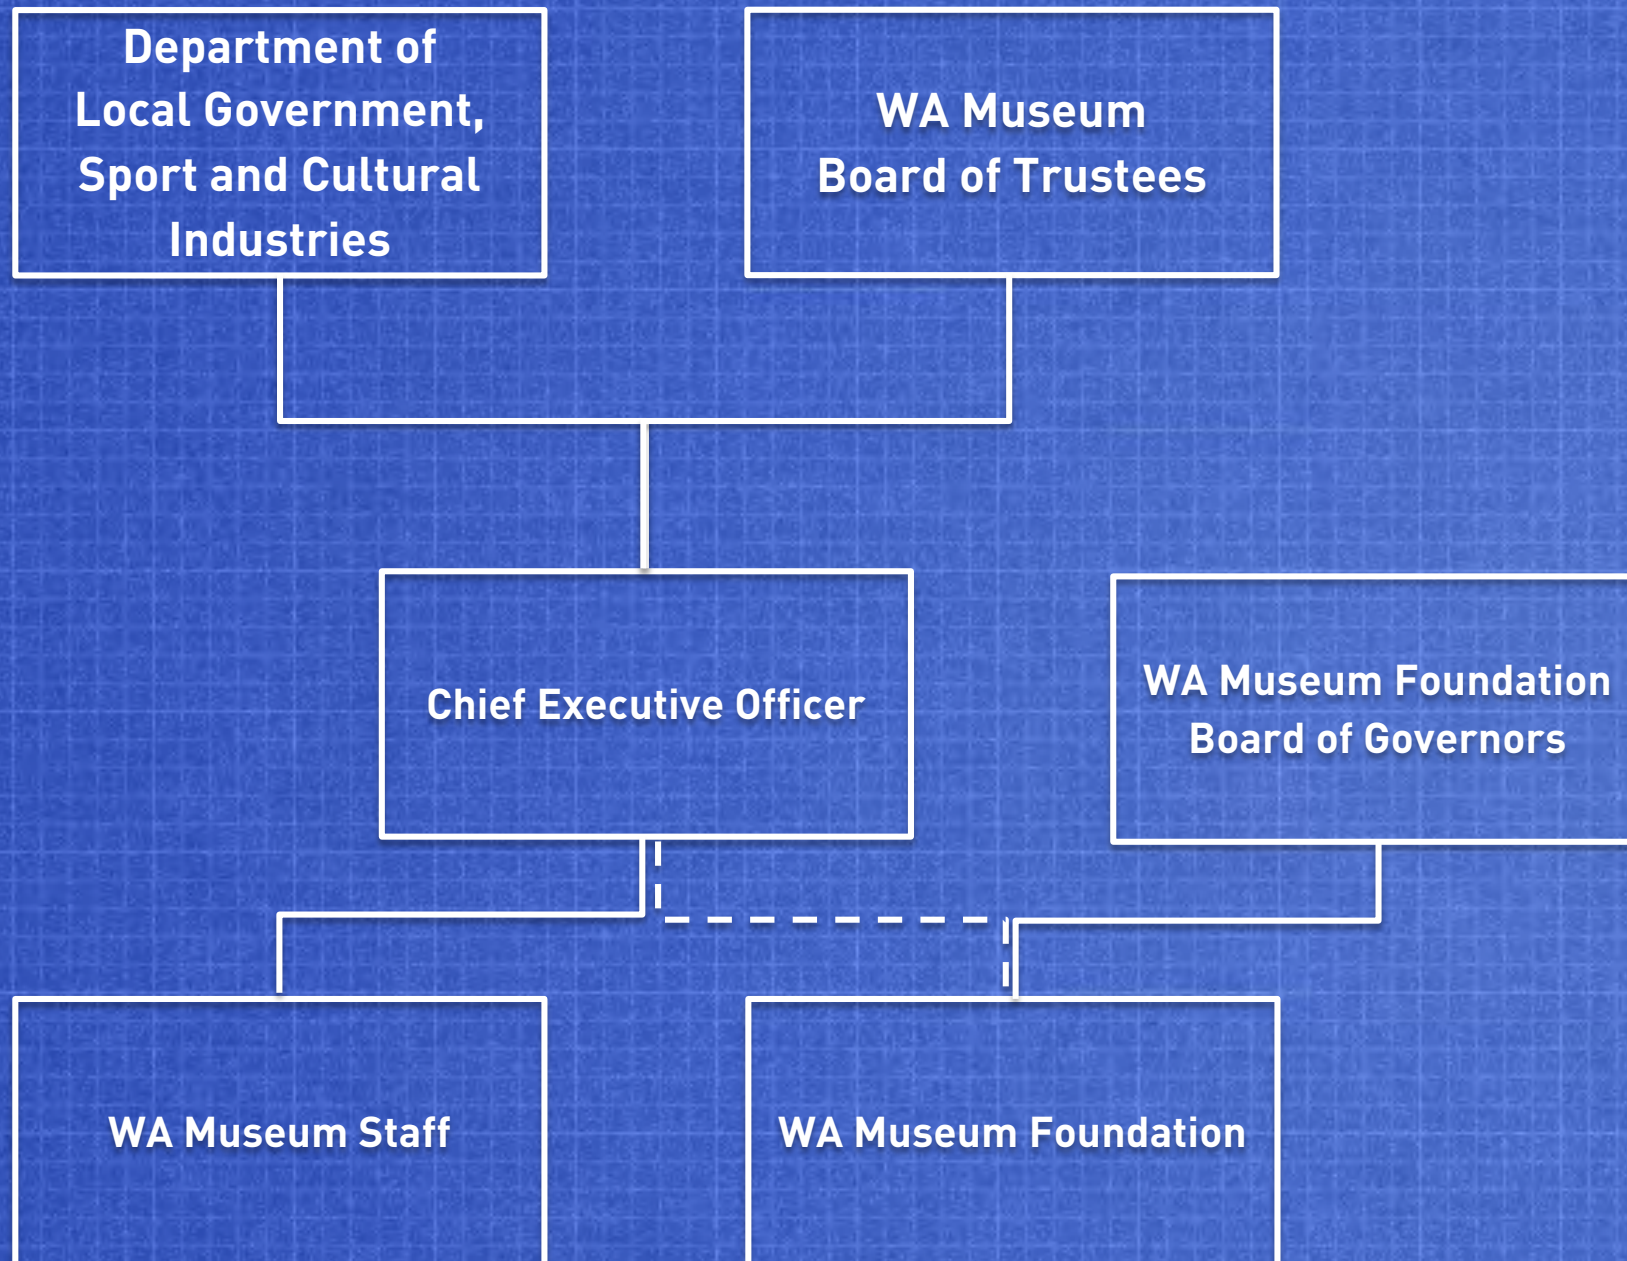 Department of
Local Government,
Sport and Cultural
Industries
WA Museum
Board of Trustees
Chief Executive Officer
WA Museum Foundation
Board of Governors
WA Museum Staff
WA Museum Foundation